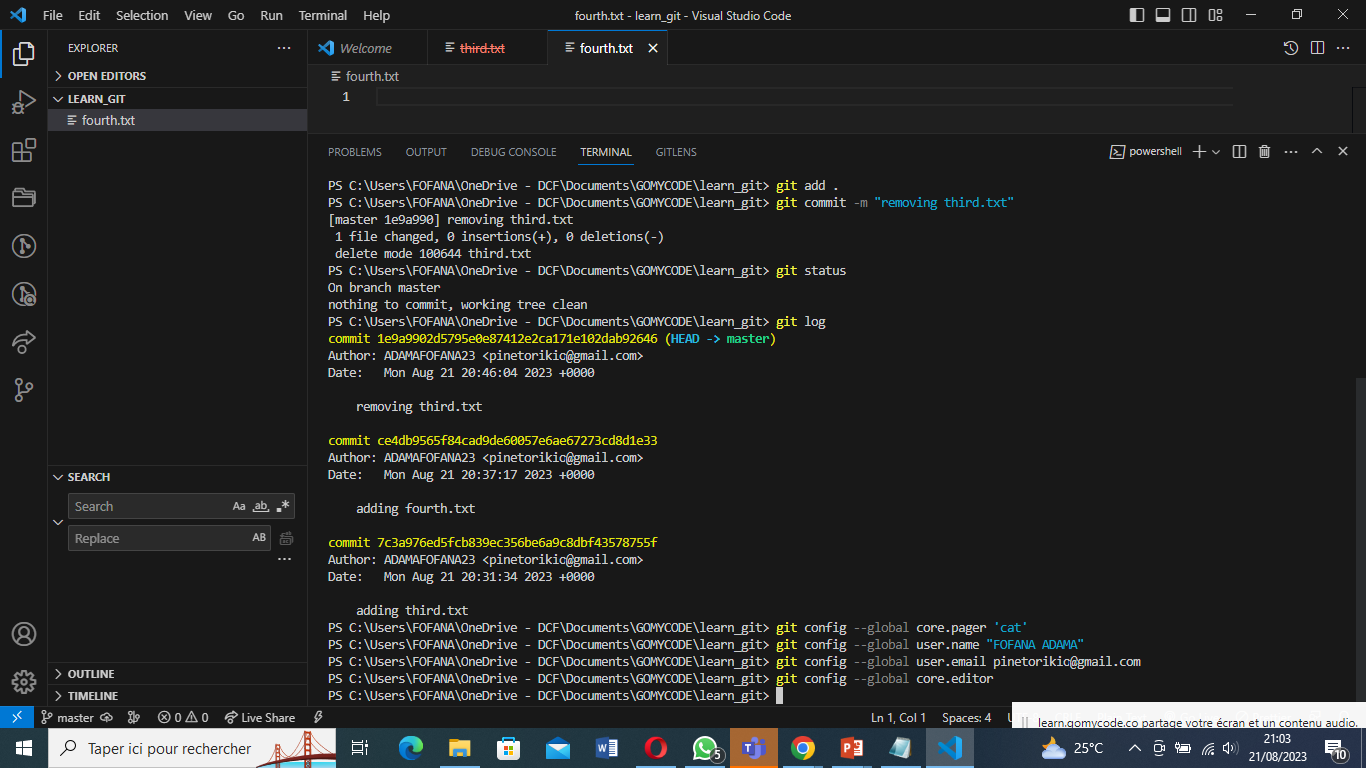 File Edit Selection View Go Run Terminal Help
fourth.txt - learn_git - Visual Studio Code
EXPLORER
OPEN EDITORS
LEARN_GIT
fourth.txt
SEARCH
Search
Aa ab
Replace
AB
OUTLINE
TIMELINE
Welcome
third.txt
fourth.txt
fourth.txt
1
PROBLEMS OUTPUT DEBUG CONSOLE TERMINAL GITLENS
powershell
PS C:\Users\FOFANA\OneDrive - DCF\Documents\GOMYCODE\learn_git> git add .
PS C:\Users\FOFANA\OneDrive - DCF\Documents\GOMYCODE\learn_git> git commit -m "removing third.txt"
[master 1e9a990] removing third.txt
 1 file changed, 0 insertions(+), 0 deletions(-)
 delete mode 100644 third.txt
PS C:\Users\FOFANA\OneDrive - DCF\Documents\GOMYCODE\learn_git> git status
On branch master
nothing to commit, working tree clean
PS C:\Users\FOFANA\OneDrive - DCF\Documents\GOMYCODE\learn_git> git log
commit 1e9a9902d5795e0e87412e2ca171e102dab92646 (HEAD -> master)
Author: ADAMAFOFANA23 <pinetorikio@gmail.com>
Date:   Mon Aug 21 20:46:04 2023 +0000
    removing third.txt
commit ce4db9565f84cad9de60057e6ae67273cd8d1e33
Author: ADAMAFOFANA23 <pinetorikio@gmail.com>
Date:   Mon Aug 21 20:37:17 2023 +0000
    adding fourth.txt
commit 7c3a976ed5fcb839ec356be6a9c8dbf43578755f
Author: ADAMAFOFANA23 <pinetorikio@gmail.com>
Date:   Mon Aug 21 20:31:34 2023 +0000
    adding third.txt
PS C:\Users\FOFANA\OneDrive - DCF\Documents\GOMYCODE\learn_git> git config --global core.pager 'cat'
PS C:\Users\FOFANA\OneDrive - DCF\Documents\GOMYCODE\learn_git> git config --global user.name "FOFANA ADAMA"
PS C:\Users\FOFANA\OneDrive - DCF\Documents\GOMYCODE\learn_git> git config --global user.email pinetorikio@gmail.com
PS C:\Users\FOFANA\OneDrive - DCF\Documents\GOMYCODE\learn_git> git config --global core.editor
PS C:\Users\FOFANA\OneDrive - DCF\Documents\GOMYCODE\learn_git>
master 0 0 Live Share
Ln 1, Col 1 Spaces: 4
learn.gomycode.co partage votre écran et un contenu audio.
Taper ici pour rechercher
5
25°C
21:03
21/08/2023
10